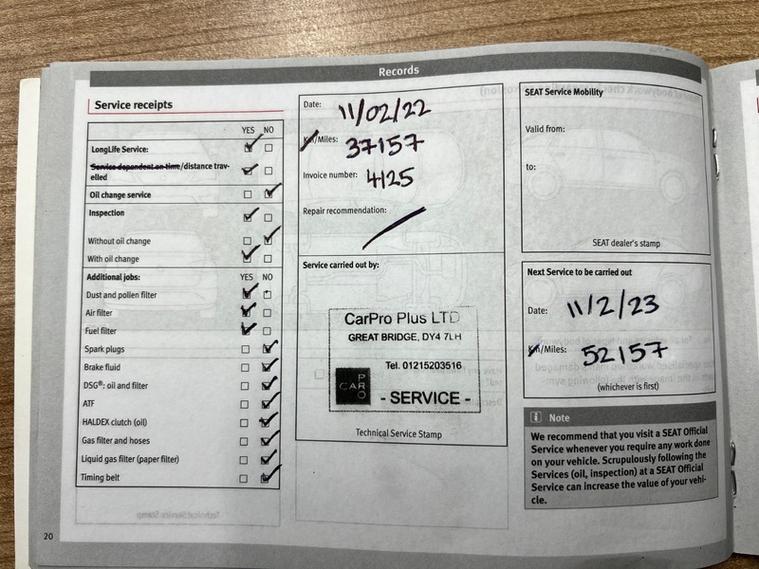 Records
Service receipts
YES NO
LongLife Service:
Service dependent on time/distance trav-
elled
Oil change service
Inspection
Without oil change
With oil change
Additional jobs: YES NO
Dust and pollen filter
Air filter
Fuel filter
Spark plugs
Brake fluid
DSG®: oil and filter
ATF
HALDEX clutch (oil)
Gas filter and hoses
Liquid gas filter (paper filter)
Timing belt
Date: 11/02/22
Km/Miles: 37157
Invoice number: 4125
Repair recommendation:
Service carried out by:
CarPro Plus LTD
GREAT BRIDGE, DY4 7LH
Tel. 01215203516
CAR PRO
- SERVICE -
Technical Service Stamp
SEAT Service Mobility
Valid from:
to:
SEAT dealer's stamp
Next Service to be carried out
Date: 11/2/23
Km/Miles: 52157
(whichever is first)
i Note
We recommend that you visit a SEAT Official
Service whenever you require any work done
on your vehicle. Scrupulously following the
Services (oil, inspection) at a SEAT Official
Service can increase the value of your vehi-
cle.
20